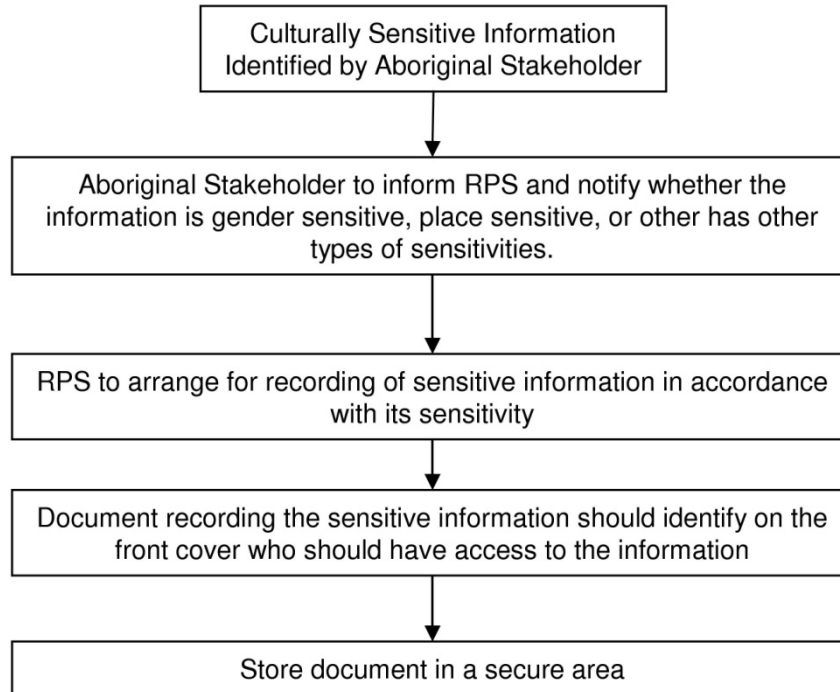 Culturally Sensitive Information
Identified by Aboriginal Stakeholder
Aboriginal Stakeholder to inform RPS and notify whether the
information is gender sensitive, place sensitive, or other has other
types of sensitivities.
RPS to arrange for recording of sensitive information in accordance
with its sensitivity
Document recording the sensitive information should identify on the
front cover who should have access to the information
Store document in a secure area